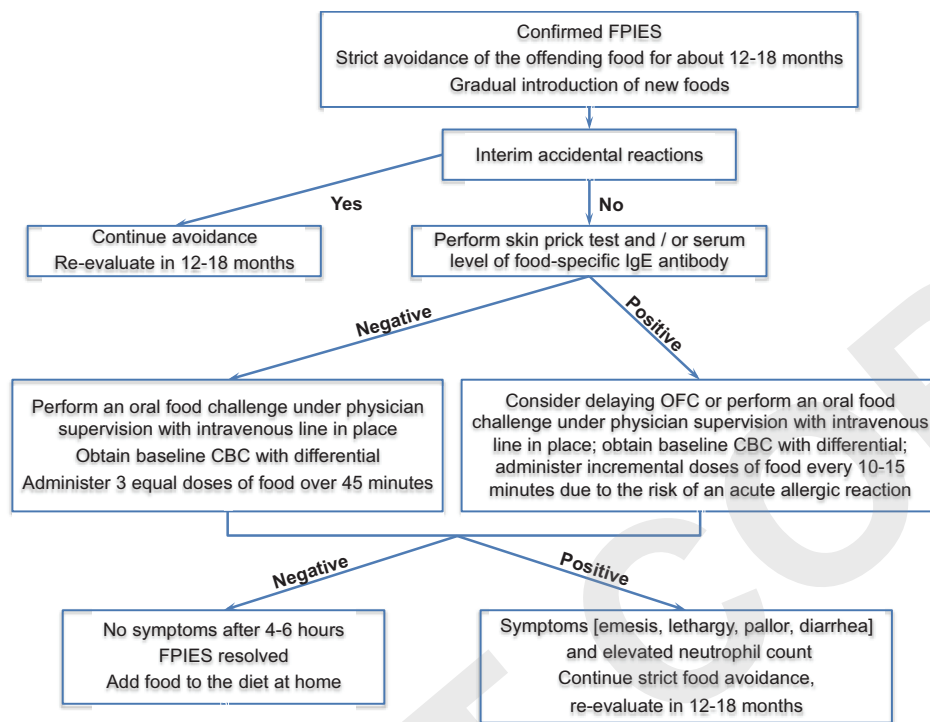 Confirmed FPIES
Strict avoidance of the offending food for about 12-18 months
Gradual introduction of new foods
Interim accidental reactions
Yes
No
Continue avoidance
Re-evaluate in 12-18 months
Perform skin prick test and / or serum
level of food-specific IgE antibody
Negative
Positive
Perform an oral food challenge under physician
supervision with intravenous line in place
Obtain baseline CBC with differential
Administer 3 equal doses of food over 45 minutes
Consider delaying OFC or perform an oral food
challenge under physician supervision with intravenous
line in place; obtain baseline CBC with differential;
administer incremental doses of food every 10-15
minutes due to the risk of an acute allergic reaction
Negative
Positive
No symptoms after 4-6 hours
FPIES resolved
Add food to the diet at home
Symptoms [emesis, lethargy, pallor, diarrhea]
and elevated neutrophil count
Continue strict food avoidance,
re-evaluate in 12-18 months